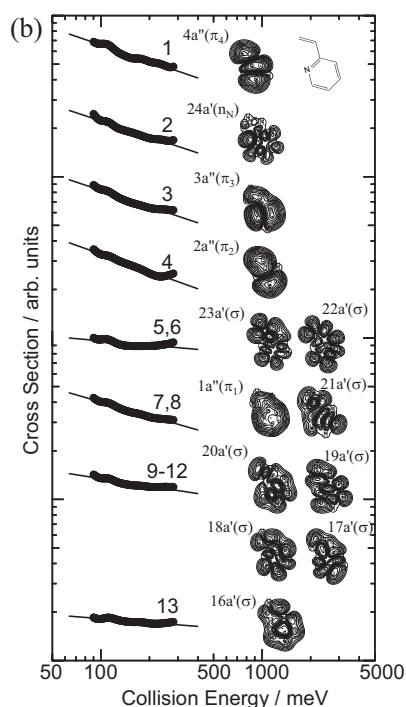 (b)
4a"(π₄)
N
1
24a'(nN)
2
3a"(π₃)
3
2a"(π₂)
4
23a'(σ)
22a'(σ)
5,6
1a"(π₁)
21a'(σ)
7,8
20a'(σ)
19a'(σ)
9-12
18a'(σ)
17a'(σ)
16a'(σ)
13
Cross Section / arb. units
50
100
500
1000
5000
Collision Energy / meV